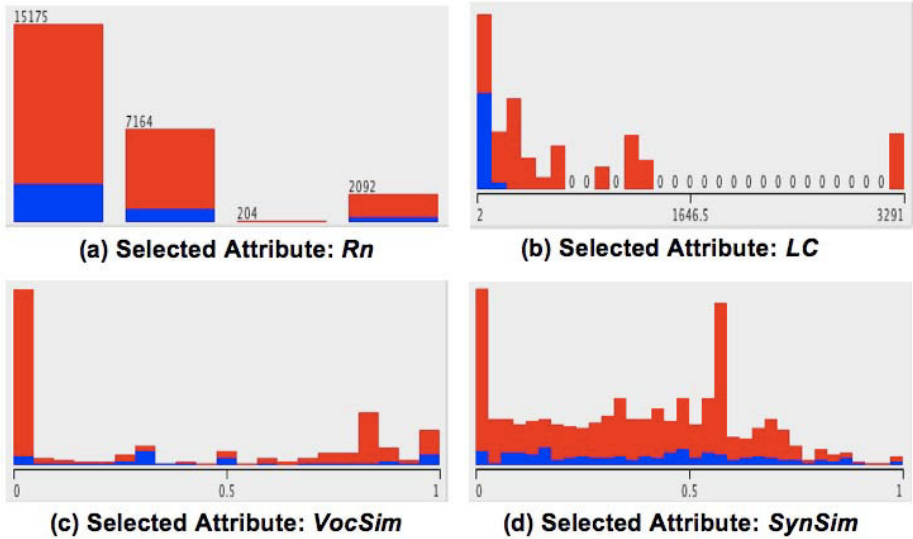 15175
7164
204
2092
(a) Selected Attribute: Rn
0 0 0 0 0 0 0 0 0 0 0 0 0 0 0 0 0 0 0
2 1646.5 3291
(b) Selected Attribute: LC
0 0.5 1
(c) Selected Attribute: VocSim
0 0.5 1
(d) Selected Attribute: SynSim